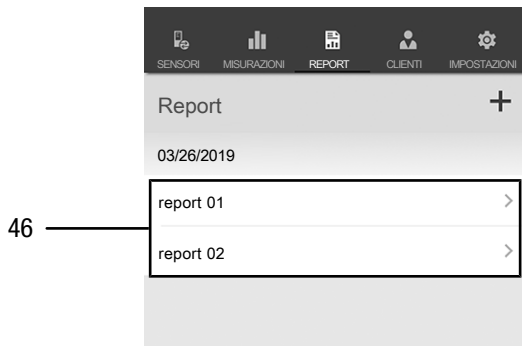 SENSORI MISURAZIONI REPORT CLIENTI IMPOSTAZIONI
Report +
03/26/2019
report 01 >
46
report 02 >